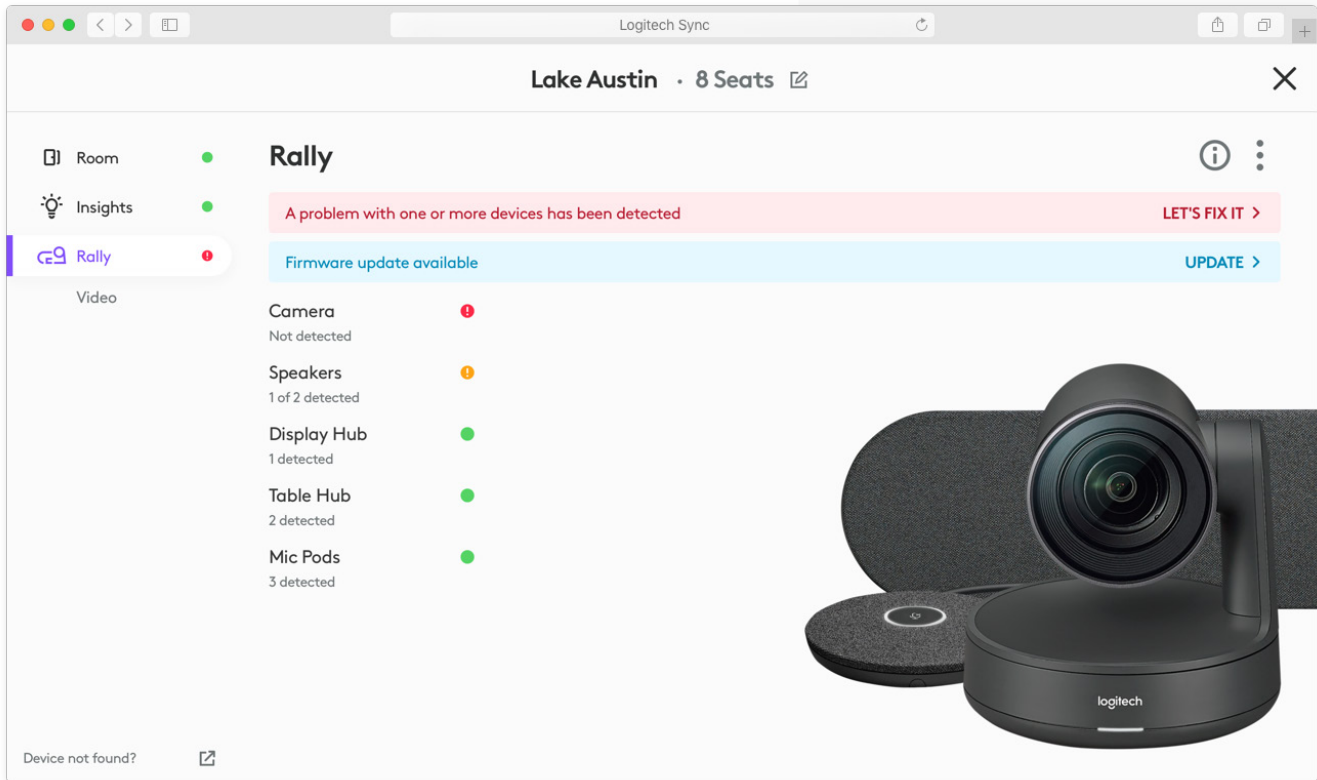 Logitech Sync
Lake Austin · 8 Seats
Room
Insights
Rally
Video
Device not found?
Rally
A problem with one or more devices has been detected LET'S FIX IT >
Firmware update available UPDATE >
Camera
Not detected
Speakers
1 of 2 detected
Display Hub
1 detected
Table Hub
2 detected
Mic Pods
3 detected
logitech